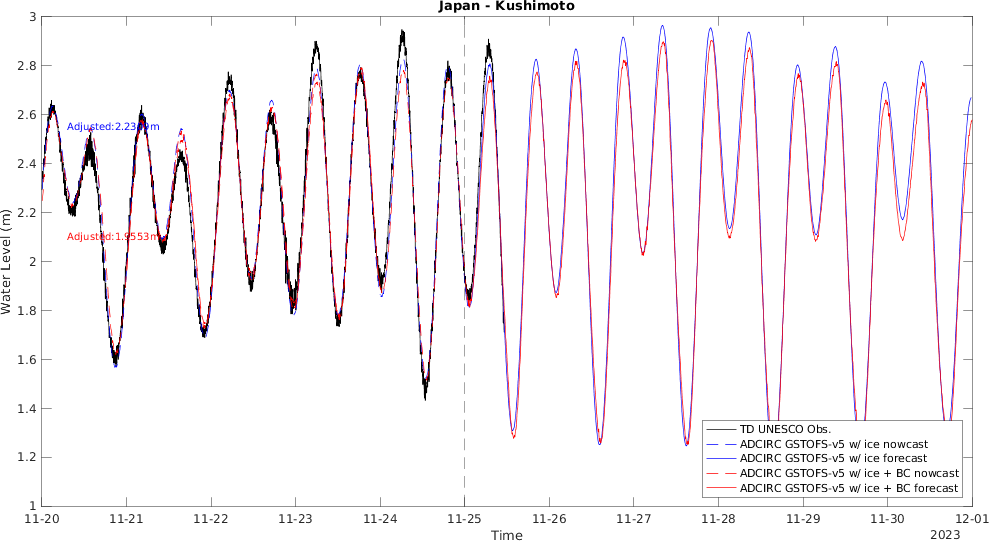 Japan - Kushimoto
3
2.8
2.6
2.4
2.2
2
1.8
1.6
1.4
1.2
1
Water Level (m)
Adjusted:1.9553m
TD UNESCO Obs.
ADCIRC GSTOFS-v5 w/ ice nowcast
ADCIRC GSTOFS-v5 w/ ice forecast
ADCIRC GSTOFS-v5 w/ ice + BC nowcast
ADCIRC GSTOFS-v5 w/ ice + BC forecast
11-20 11-21 11-22 11-23 11-24 11-25 11-26 11-27 11-28 11-29 11-30 12-01
Time
2023